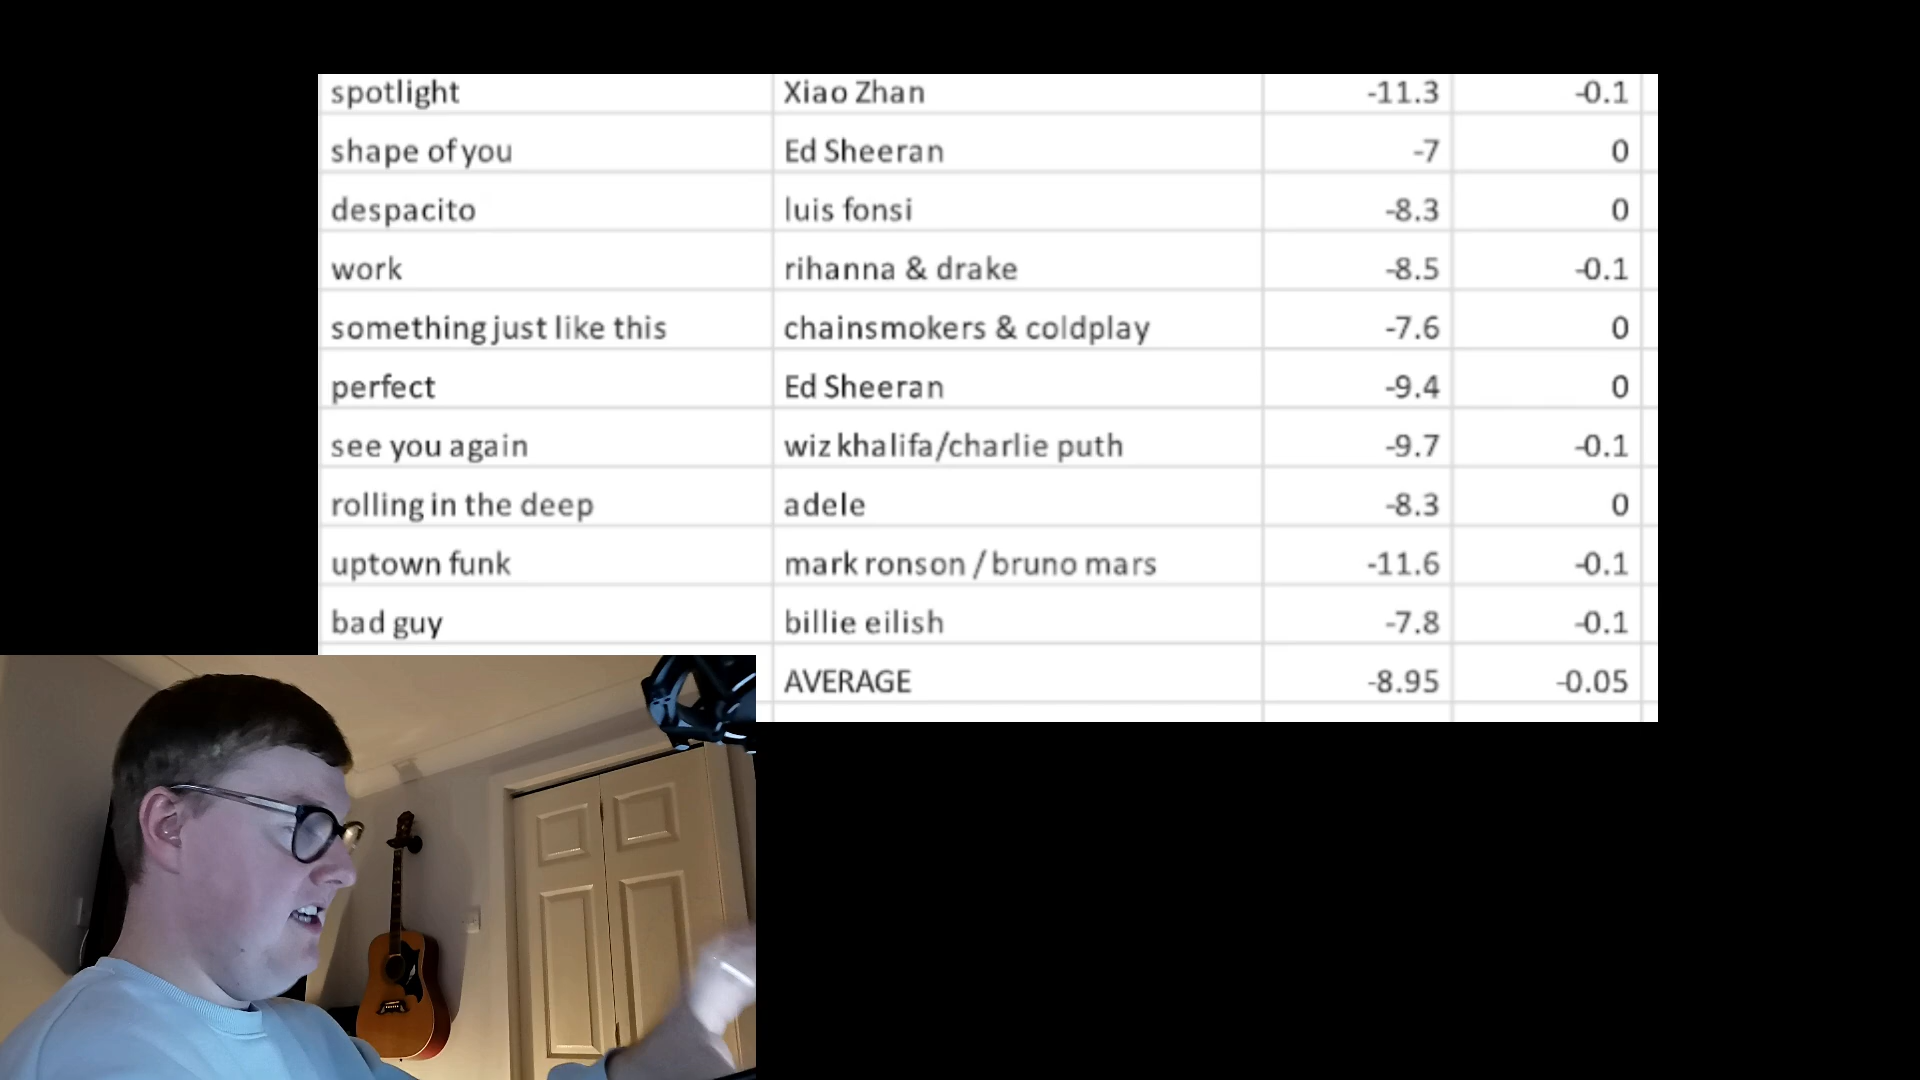 spotlight Xiao Zhan -11.3 -0.1
shape of you Ed Sheeran -7 0
despacito luis fonsi -8.3 0
work rihanna & drake -8.5 -0.1
something just like this chainsmokers & coldplay -7.6 0
perfect Ed Sheeran -9.4 0
see you again wiz khalifa/charlie puth -9.7 -0.1
rolling in the deep adele -8.3 0
uptown funk mark ronson / bruno mars -11.6 -0.1
bad guy billie eilish -7.8 -0.1
AVERAGE -8.95 -0.05